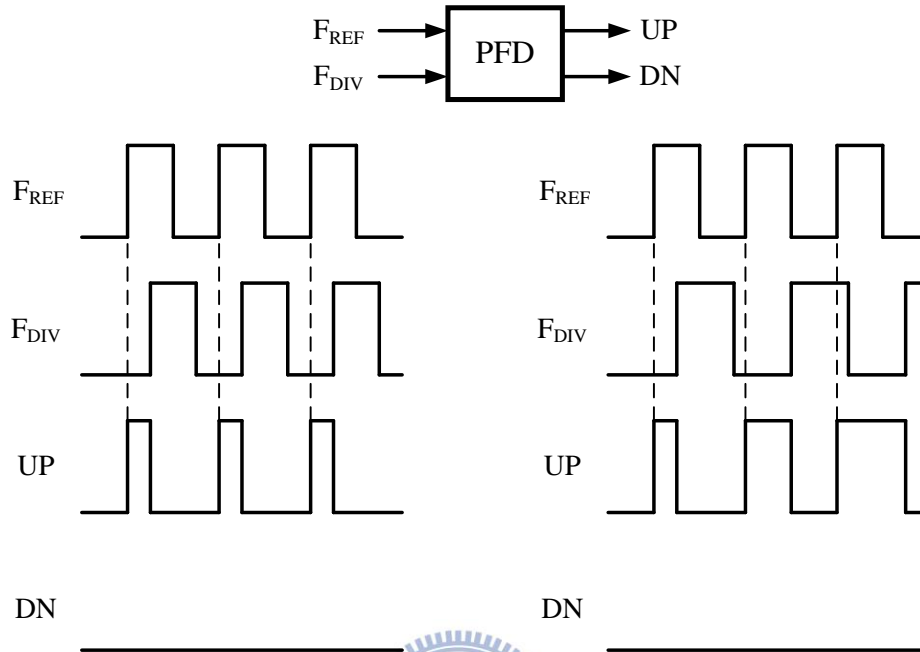 F_REF
UP
PFD
F_DIV
DN
F_REF
F_REF
F_DIV
F_DIV
UP
UP
DN
DN